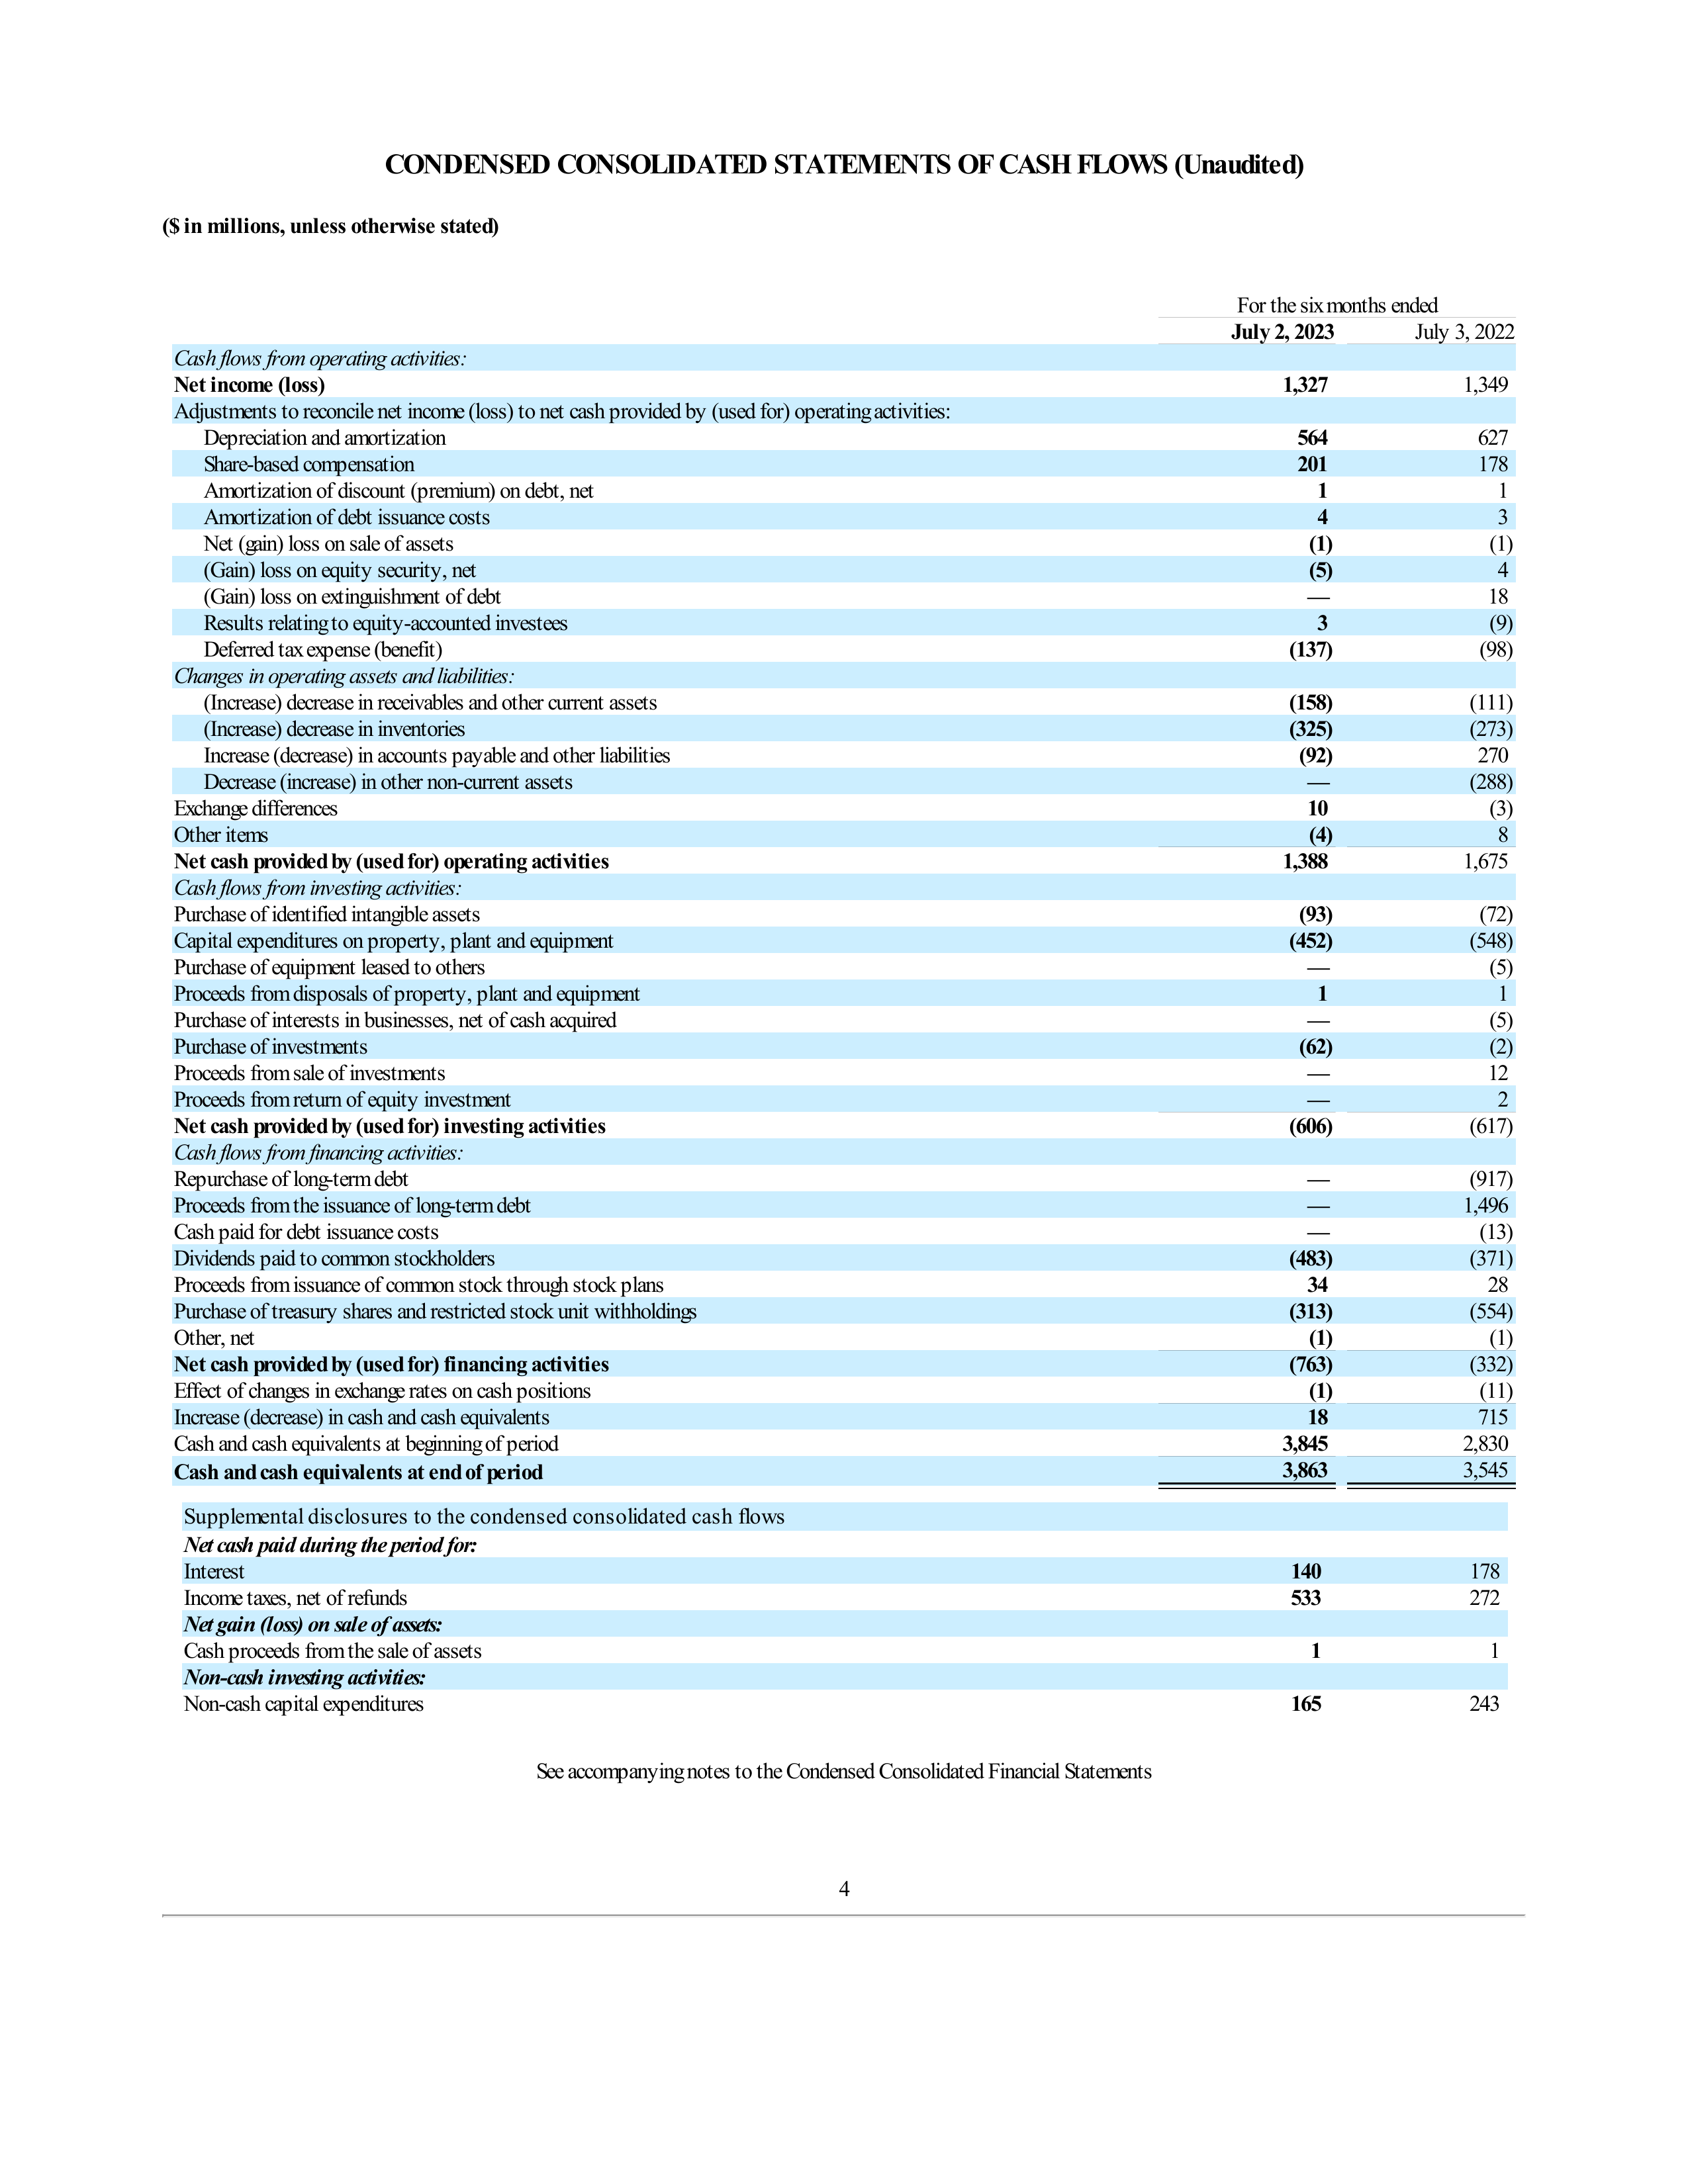 CONDENSED CONSOLIDATED STATEMENTS OF CASH FLOWS (Unaudited)
($ in millions, unless otherwise stated)
For the six months ended
July 2, 2023 July 3, 2022
Cash flows from operating activities:
Net income (loss) 1,327 1,349
Adjustments to reconcile net income (loss) to net cash provided by (used for) operating activities:
Depreciation and amortization 564 627
Share-based compensation 201 178
Amortization of discount (premium) on debt, net 1 1
Amortization of debt issuance costs 4 3
Net (gain) loss on sale of assets (1) (1)
(Gain) loss on equity security, net (5) 4
(Gain) loss on extinguishment of debt — 18
Results relating to equity-accounted investees 3 (9)
Deferred tax expense (benefit) (137) (98)
Changes in operating assets and liabilities:
(Increase) decrease in receivables and other current assets (158) (111)
(Increase) decrease in inventories (325) (273)
Increase (decrease) in accounts payable and other liabilities (92) 270
Decrease (increase) in other non-current assets — (288)
Exchange differences 10 (3)
Other items (4) 8
Net cash provided by (used for) operating activities 1,388 1,675
Cash flows from investing activities:
Purchase of identified intangible assets (93) (72)
Capital expenditures on property, plant and equipment (452) (548)
Purchase of equipment leased to others — (5)
Proceeds from disposals of property, plant and equipment 1 1
Purchase of interests in businesses, net of cash acquired — (5)
Purchase of investments (62) (2)
Proceeds from sale of investments — 12
Proceeds from return of equity investment — 2
Net cash provided by (used for) investing activities (606) (617)
Cash flows from financing activities:
Repurchase of long-term debt — (917)
Proceeds from the issuance of long-term debt — 1,496
Cash paid for debt issuance costs — (13)
Dividends paid to common stockholders (483) (371)
Proceeds from issuance of common stock through stock plans 34 28
Purchase of treasury shares and restricted stock unit withholdings (313) (554)
Other, net (1) (1)
Net cash provided by (used for) financing activities (763) (332)
Effect of changes in exchange rates on cash positions (1) (11)
Increase (decrease) in cash and cash equivalents 18 715
Cash and cash equivalents at beginning of period 3,845 2,830
Cash and cash equivalents at end of period 3,863 3,545
Supplemental disclosures to the condensed consolidated cash flows
Net cash paid during the period for:
Interest 140 178
Income taxes, net of refunds 533 272
Net gain (loss) on sale of assets:
Cash proceeds from the sale of assets 1 1
Non-cash investing activities:
Non-cash capital expenditures 165 243
See accompanying notes to the Condensed Consolidated Financial Statements
4